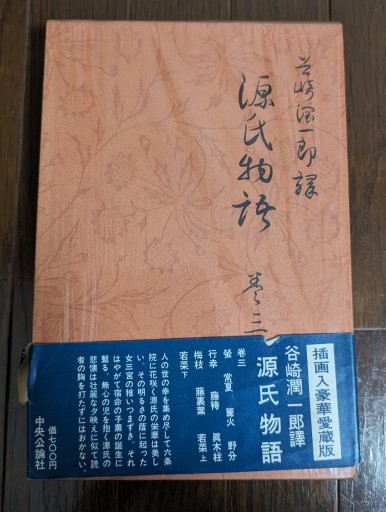 谷崎潤一郎譯
源氏物語
巻三
插画入豪華愛蔵版
谷崎潤一郎譯
源氏物語
巻三
螢 常夏 篝火 野分
行幸 藤袴 眞木柱
梅枝 藤裏葉 若菜上
若菜下
人の世の幸を集め尽して六条
院に花咲く源氏の栄華は美し
い。その明るさの蔭に起った
女三宮の稚いつまずき。それ
はやがて宿命の子薫の誕生に
繫る。無心の児を抱く源氏の
悲懐は壮麗な夕映えに似て読
者の胸を打たずにはおかない。
中央公論社
価七〇〇円